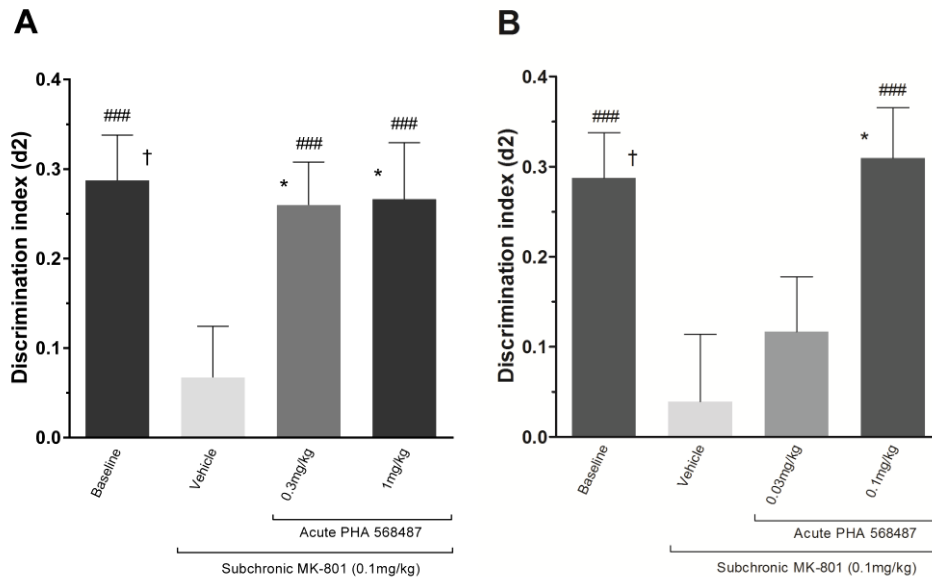 A
Discrimination index (d2)
0.4
0.3
0.2
0.1
0.0
###
†
*
###
*
###
Baseline
Vehicle
0.3mg/kg
1mg/kg
Acute PHA 568487
Subchronic MK-801 (0.1mg/kg)
B
Discrimination index (d2)
0.4
0.3
0.2
0.1
0.0
###
†
*
###
Baseline
Vehicle
0.03mg/kg
0.1mg/kg
Acute PHA 568487
Subchronic MK-801 (0.1mg/kg)